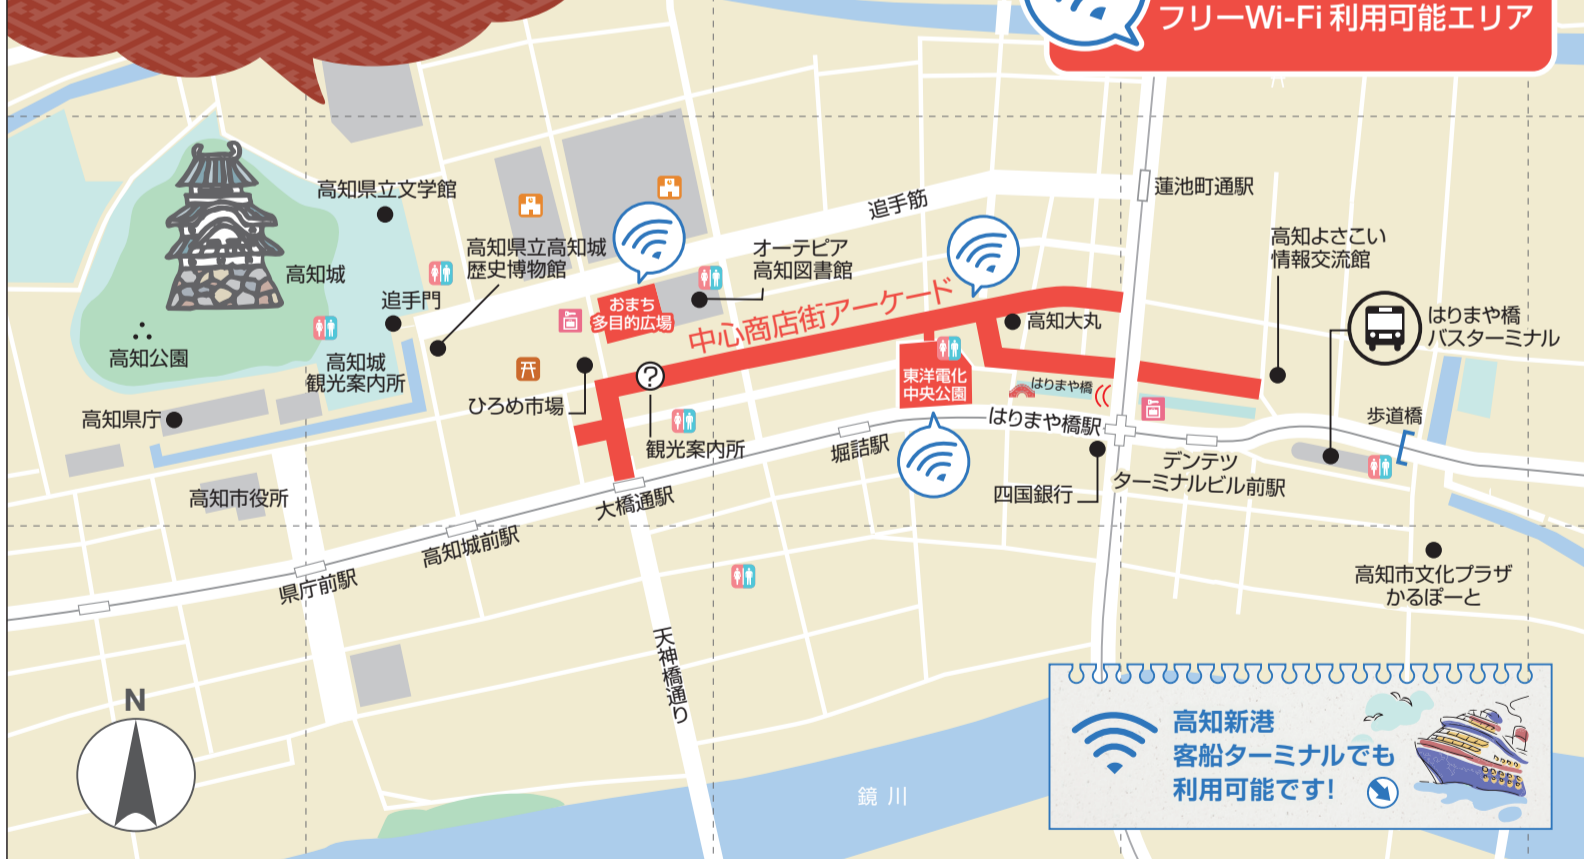 フリーWi-Fi 利用可能エリア
高知県立文学館
蓮池町通駅
追手筋
高知県立高知城
歴史博物館
オーテピア
高知図書館
高知よさこい
情報交流館
高知城
追手門
おまち
多目的広場
中心商店街アーケード
高知大丸
はりまや橋
バスターミナル
高知公園
高知城
観光案内所
東洋電化
中央公園
はりまや橋
高知県庁
ひろめ市場
?
はりまや橋駅
歩道橋
観光案内所
堀詰駅
デンテツ
ターミナルビル前駅
高知市役所
大橋通駅
四国銀行
高知城前駅
県庁前駅
高知市文化プラザ
かるぽーと
天神橋通り
N
鏡川
高知新港
客船ターミナルでも
利用可能です!